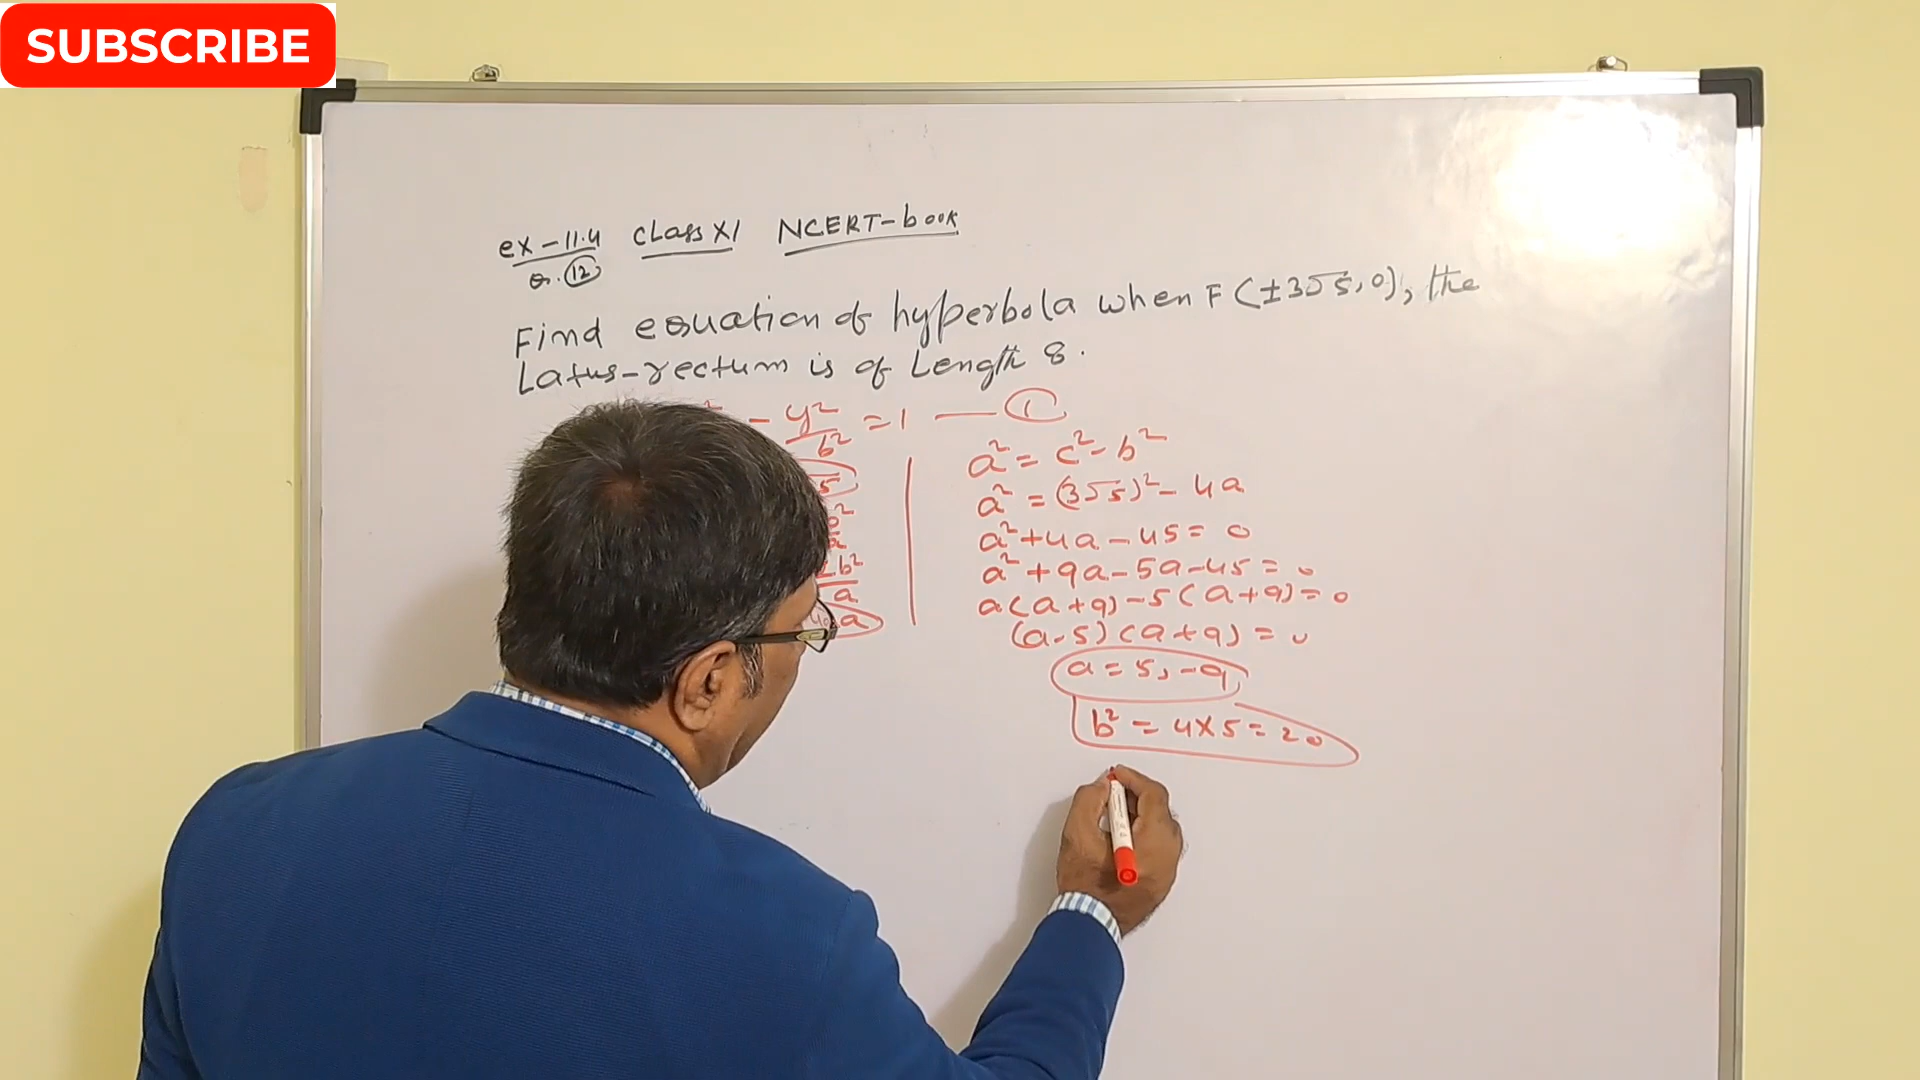 SUBSCRIBE
ex-11.4 class XI NCERT-book
Q. 12
Find equation of hyperbola when F (±3√5, 0), the
Latus-rectum is of Length 8.
- y²/b² = 1 — ①
5
2b²/a
4a
a² = c² - b²
a² = (3√5)² - 4a
a² + 4a - 45 = 0
a² + 9a - 5a - 45 = 0
a(a+9) - 5(a+9) = 0
(a-5)(a+9) = 0
a = 5, -9
b² = 4×5 = 20